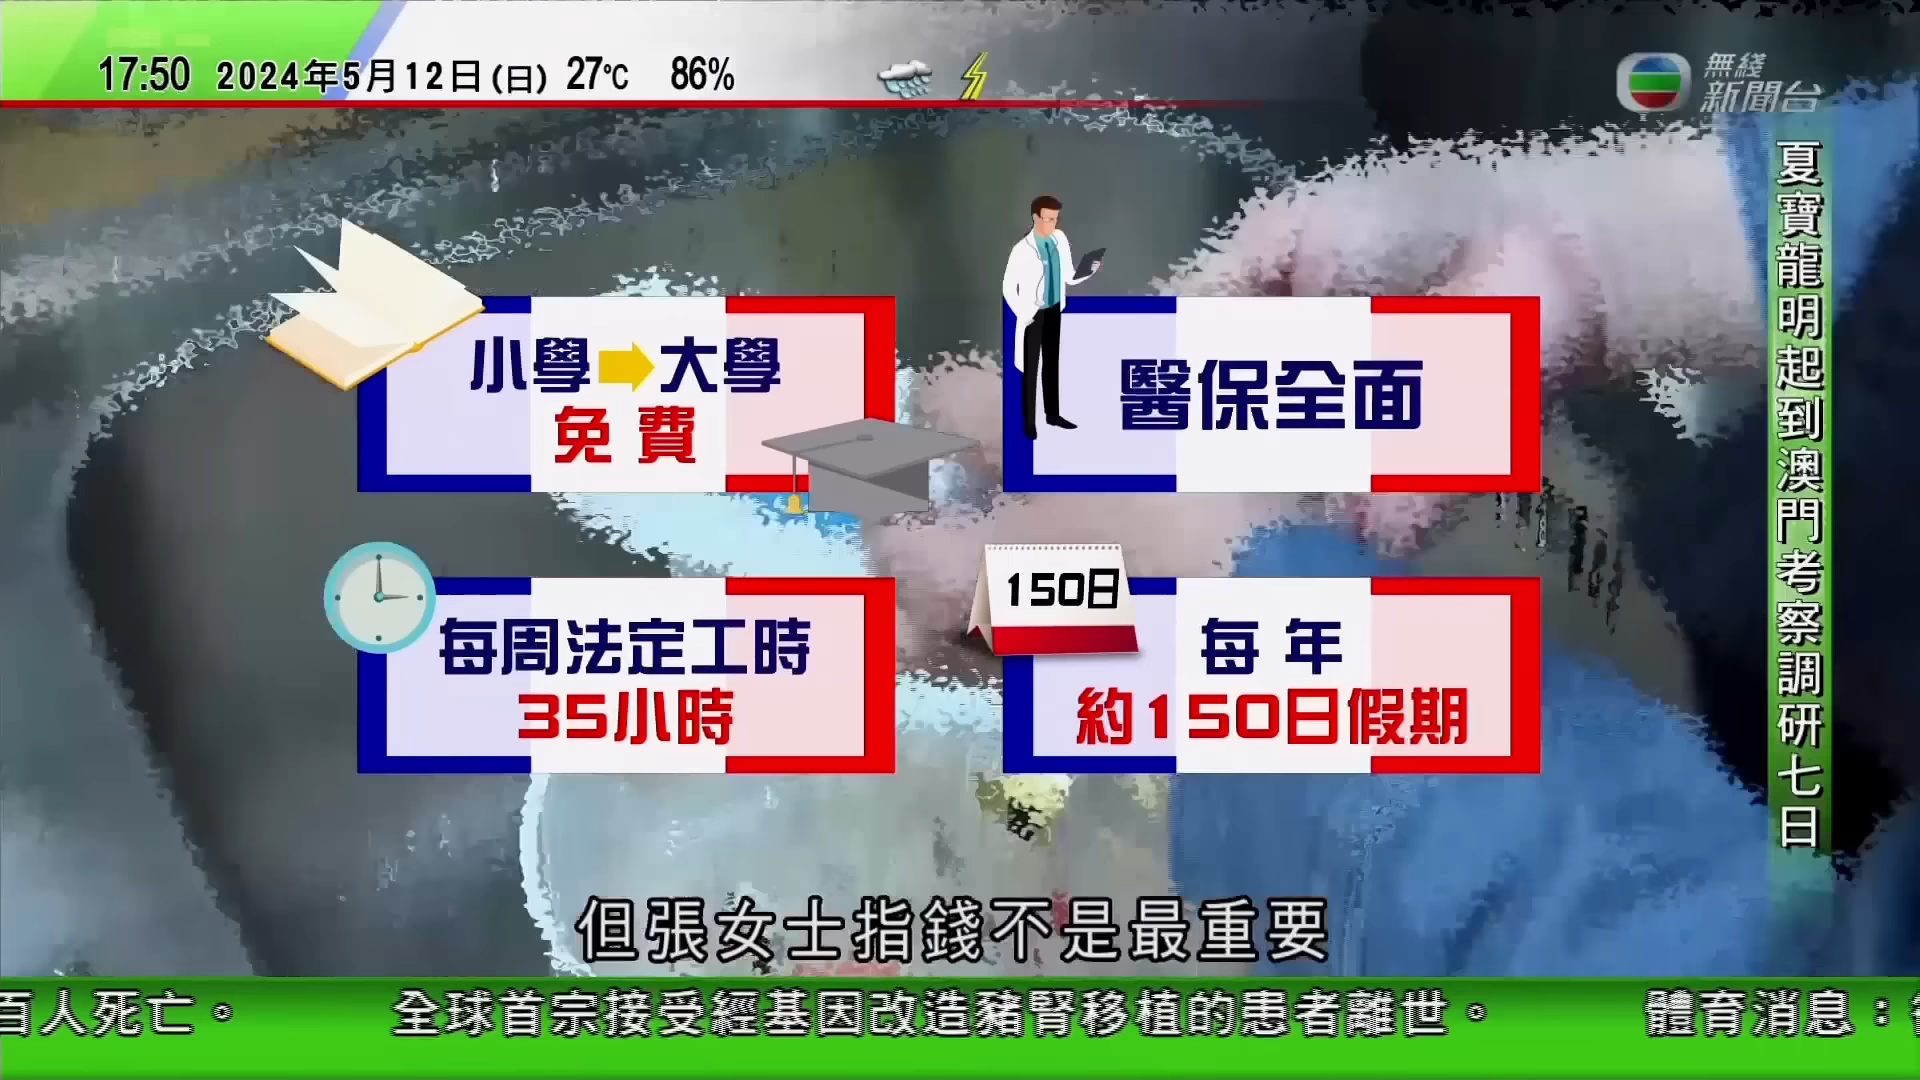 17:50 2024年5月12日(日) 27℃ 86%
無綫
新聞台
夏寶龍明起到澳門考察調研七日
小學➡大學
免費
醫保全面
每周法定工時
35小時
150日
每年
約150日假期
但張女士指錢不是最重要
百人死亡。 全球首宗接受經基因改造豬腎移植的患者離世。 體育消息：